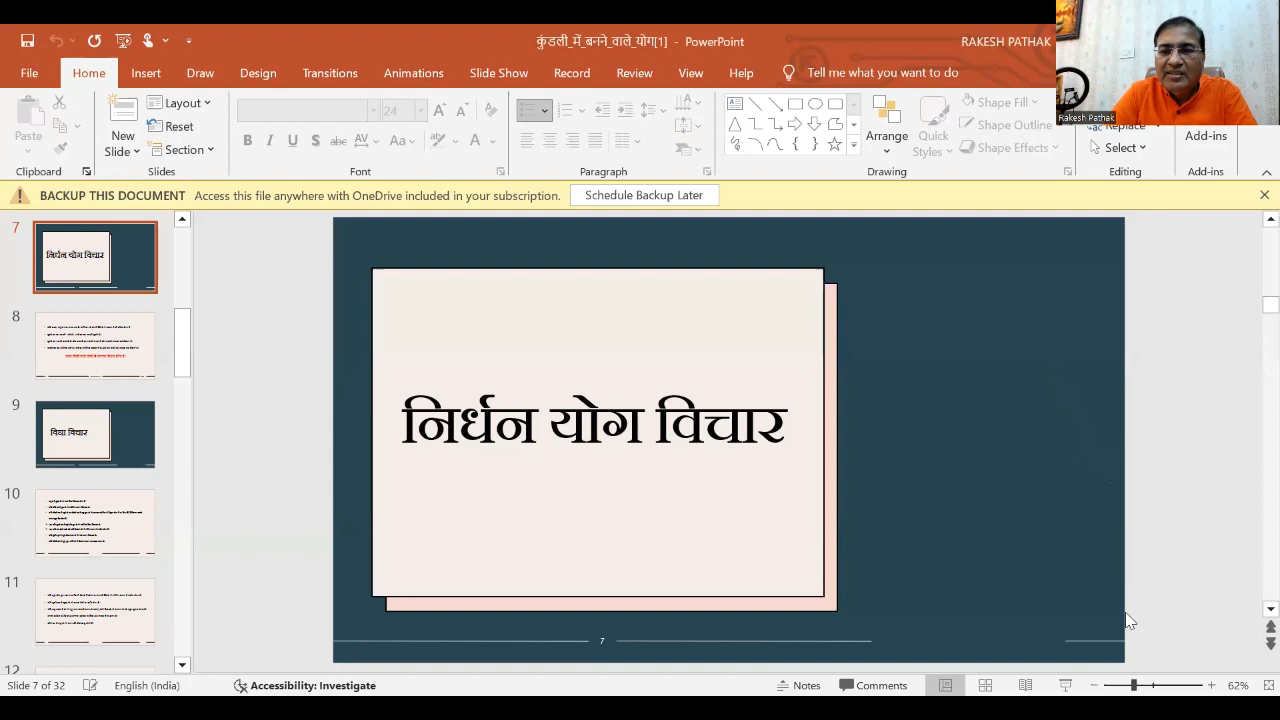 कुंडली_में_बनने_वाले_योग[1] - PowerPoint
RAKESH PATHAK
File Home Insert Draw Design Transitions Animations Slide Show Record Review View Help Tell me what you want to do
Paste
Clipboard
New Slide
Layout
Reset
Section
Slides
24
Font
Paragraph
Arrange
Quick Styles
Shape Fill
Shape Outline
Shape Effects
Drawing
Replace
Select
Editing
Add-ins
Add-ins
Rakesh Pathak
BACKUP THIS DOCUMENT Access this file anywhere with OneDrive included in your subscription. Schedule Backup Later
7
निर्धन योग विचार
8
9
विद्या विचार
10
11
12
निर्धन योग विचार
7
Slide 7 of 32 English (India) Accessibility: Investigate Notes Comments 62%